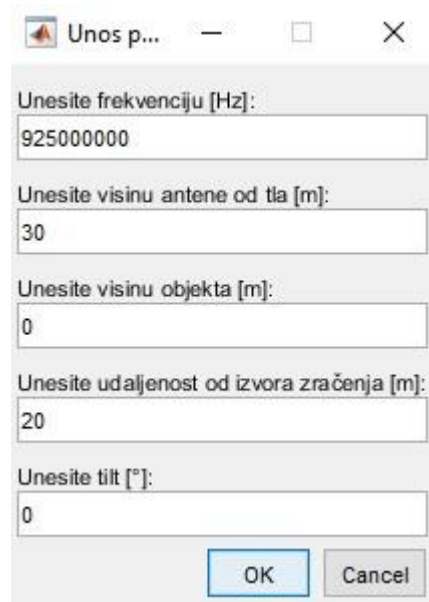 Unos p...
Unesite frekvenciju [Hz]:
925000000
Unesite visinu antene od tla [m]:
30
Unesite visinu objekta [m]:
0
Unesite udaljenost od izvora zračenja [m]:
20
Unesite tilt [°]:
0
OK Cancel